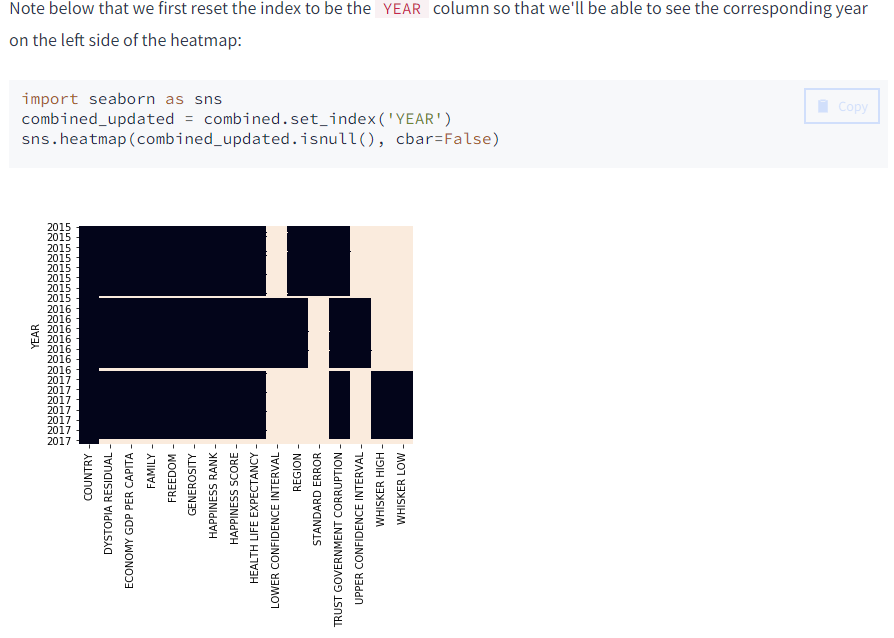 Note below that we first reset the index to be the YEAR column so that we'll be able to see the corresponding year
on the left side of the heatmap:
import seaborn as sns
combined_updated = combined.set_index('YEAR')
sns.heatmap(combined_updated.isnull(), cbar=False)
Copy
YEAR
2015
2015
2015
2015
2015
2015
2015
2015
2016
2016
2016
2016
2016
2016
2016
2017
2017
2017
2017
2017
2017
2017
COUNTRY
DYSTOPIA RESIDUAL
ECONOMY GDP PER CAPITA
FAMILY
FREEDOM
GENEROSITY
HAPPINESS RANK
HAPPINESS SCORE
HEALTH LIFE EXPECTANCY
LOWER CONFIDENCE INTERVAL
REGION
STANDARD ERROR
TRUST GOVERNMENT CORRUPTION
UPPER CONFIDENCE INTERVAL
WHISKER HIGH
WHISKER LOW